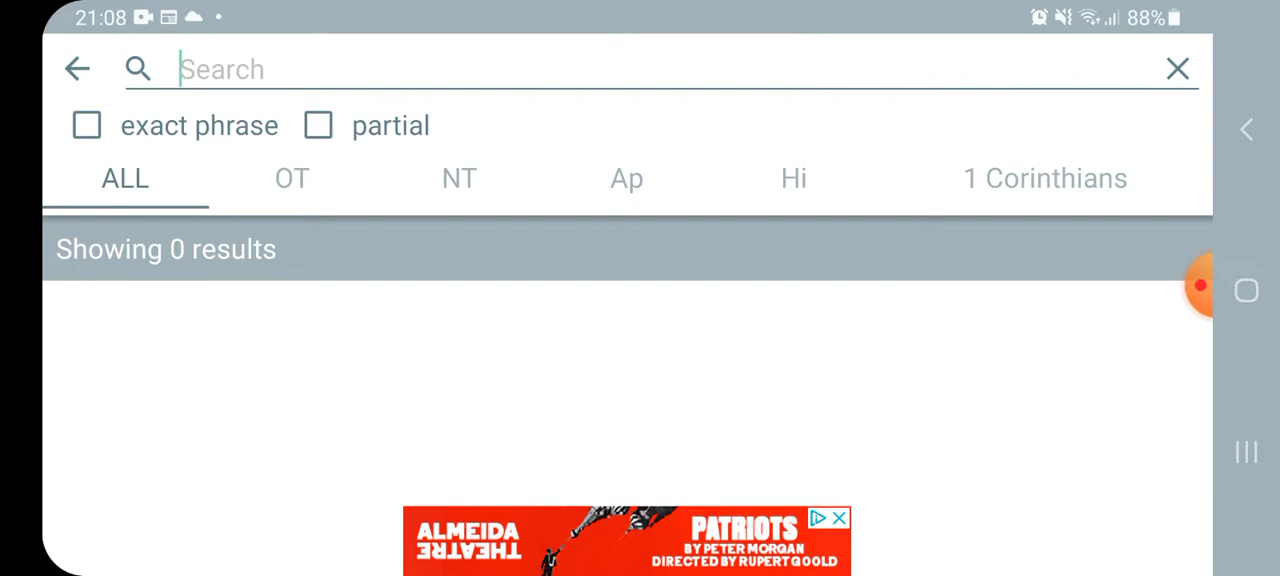 21:08 88%
Search
exact phrase partial
ALL OT NT Ap Hi 1 Corinthians
Showing 0 results
ALMEIDA
THEATRE
PATRIOTS
BY PETER MORGAN
DIRECTED BY RUPERT GOOLD